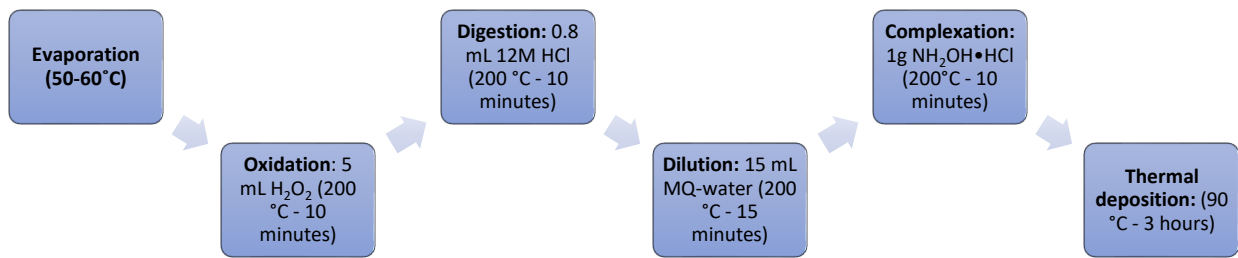 Evaporation
(50-60˚C)
Oxidation: 5
mL H₂O₂ (200
°C - 10
minutes)
Digestion: 0.8
mL 12M HCl
(200 °C - 10
minutes)
Dilution: 15 mL
MQ-water (200
°C - 15
minutes)
Complexation:
1g NH₂OH•HCl
(200°C - 10
minutes)
Thermal
deposition: (90
°C - 3 hours)